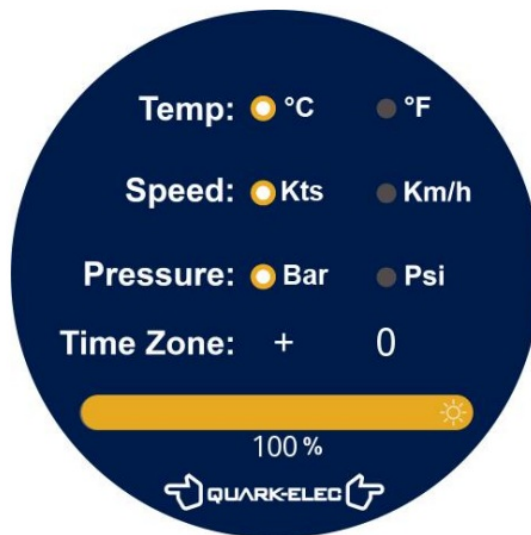 Temp: °C °F
Speed: Kts Km/h
Pressure: Bar Psi
Time Zone: + 0
100 %
QUARK-ELEC